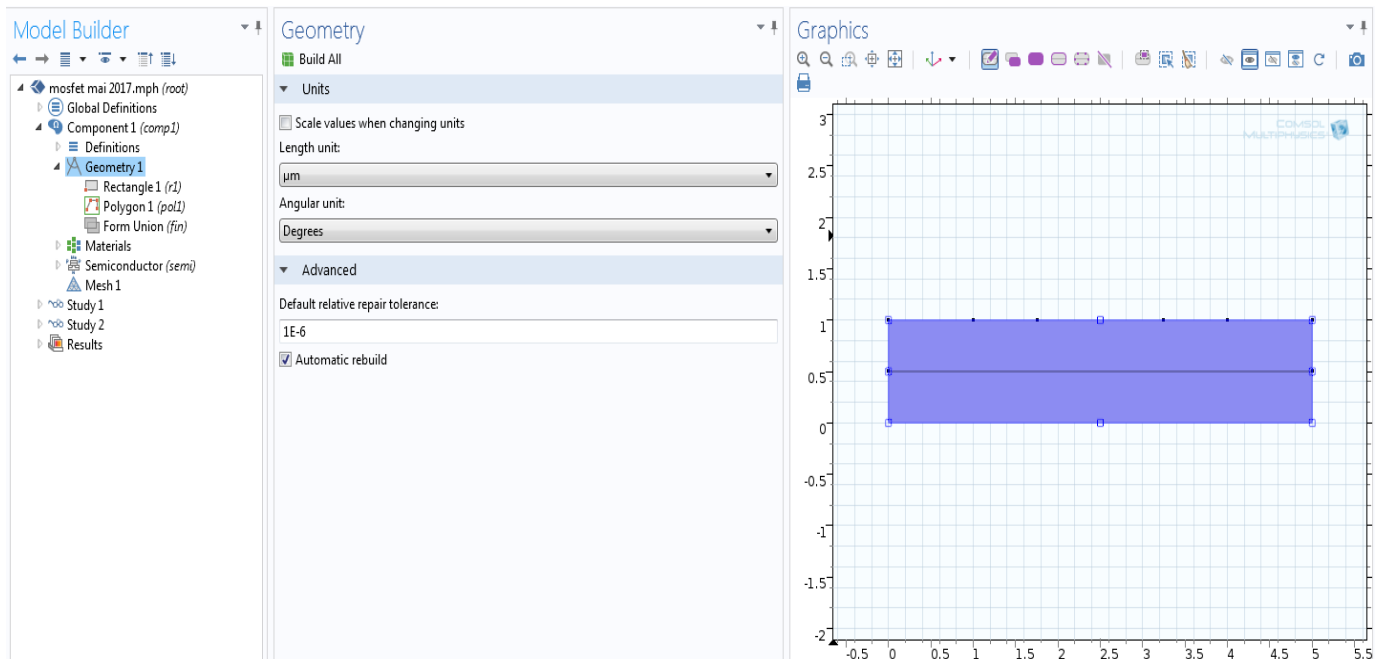 Model Builder
mosfet mai 2017.mph (root)
Global Definitions
Component 1 (comp1)
Definitions
Geometry 1
Rectangle 1 (r1)
Polygon 1 (pol1)
Form Union (fin)
Materials
Semiconductor (semi)
Mesh 1
Study 1
Study 2
Results
Geometry
Build All
Units
Scale values when changing units
Length unit:
µm
Angular unit:
Degrees
Advanced
Default relative repair tolerance:
1E-6
Automatic rebuild
Graphics
COMSOL
MULTIPHYSICS
3
2.5
2
1.5
1
0.5
0
-0.5
-1
-1.5
-2
-0.5 0 0.5 1 1.5 2 2.5 3 3.5 4 4.5 5 5.5